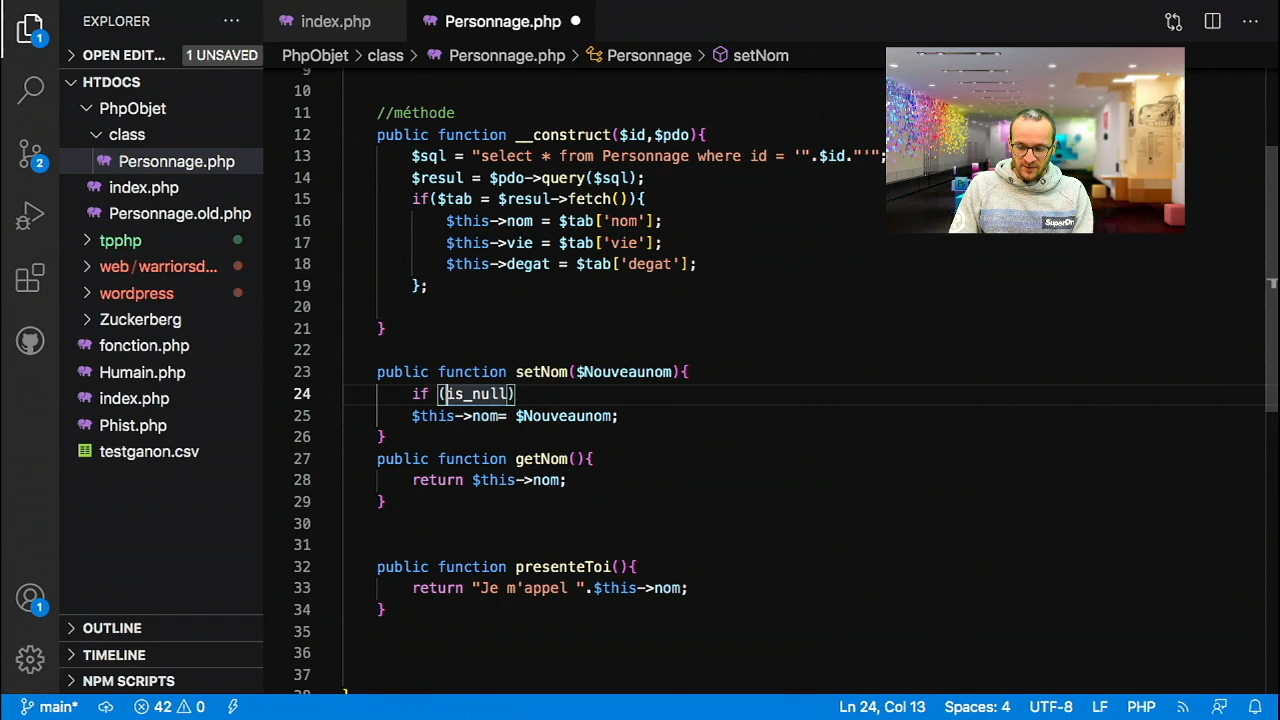 EXPLORER
index.php
Personnage.php
OPEN EDIT... 1 UNSAVED
PhpObjet class Personnage.php Personnage setNom
HTDOCS
PhpObjet
class
Personnage.php
index.php
Personnage.old.php
tpphp
web/warriorsd...
wordpress
Zuckerberg
fonction.php
Humain.php
index.php
Phist.php
testganon.csv
OUTLINE
TIMELINE
NPM SCRIPTS
1
2
1
9
10
11 //méthode
12 public function __construct($id,$pdo){
13 $sql = "select * from Personnage where id = '".$id."'";
14 $resul = $pdo->query($sql);
15 if($tab = $resul->fetch()){
16 $this->nom = $tab['nom'];
17 $this->vie = $tab['vie'];
18 $this->degat = $tab['degat'];
19 };
20
21 }
22
23 public function setNom($Nouveaunom){
24 if (is_null)
25 $this->nom= $Nouveaunom;
26 }
27 public function getNom(){
28 return $this->nom;
29 }
30
31
32 public function presenteToi(){
33 return "Je m'appel ".$this->nom;
34 }
35
36
37
38 }
main* 42 0 Ln 24, Col 13 Spaces: 4 UTF-8 LF PHP